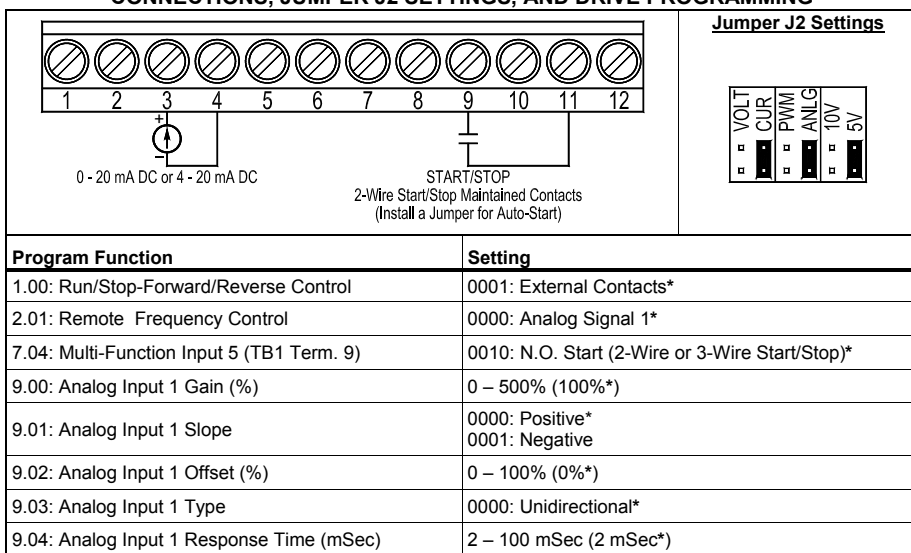 CONNECTIONS, JUMPER J2 SETTINGS, AND DRIVE PROGRAMMING
Jumper J2 Settings
1 2 3 4 5 6 7 8 9 10 11 12
+
−
0 - 20 mA DC or 4 - 20 mA DC
START/STOP
2-Wire Start/Stop Maintained Contacts
(Install a Jumper for Auto-Start)
VOLT
CUR
PWM
ANLG
10V
5V
Program Function Setting
1.00: Run/Stop-Forward/Reverse Control 0001: External Contacts*
2.01: Remote Frequency Control 0000: Analog Signal 1*
7.04: Multi-Function Input 5 (TB1 Term. 9) 0010: N.O. Start (2-Wire or 3-Wire Start/Stop)*
9.00: Analog Input 1 Gain (%) 0 – 500% (100%*)
9.01: Analog Input 1 Slope 0000: Positive*
0001: Negative
9.02: Analog Input 1 Offset (%) 0 – 100% (0%*)
9.03: Analog Input 1 Type 0000: Unidirectional*
9.04: Analog Input 1 Response Time (mSec) 2 – 100 mSec (2 mSec*)